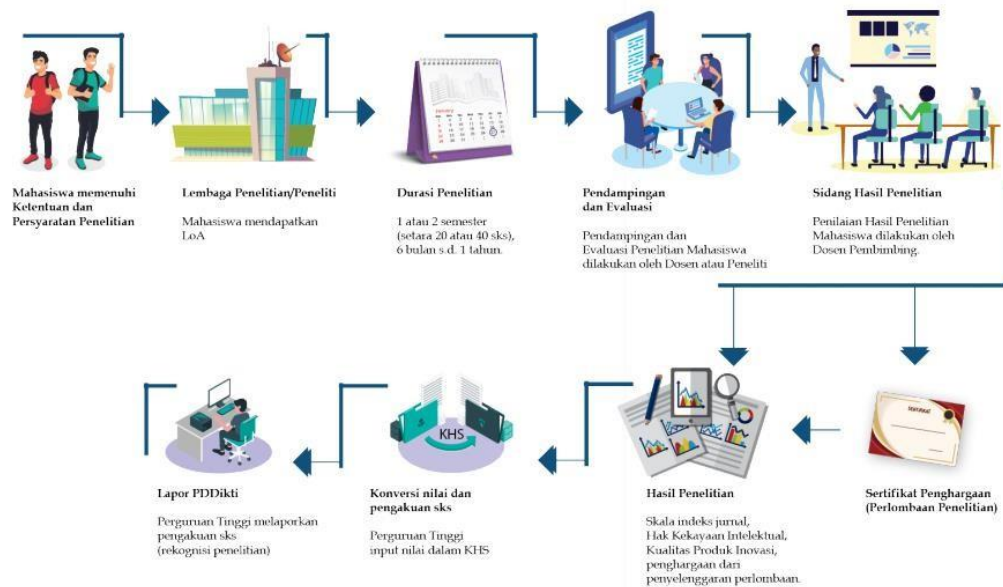 Mahasiswa memenuhi
Ketentuan dan
Persyaratan Penelitian
Lembaga Penelitian/Peneliti
Mahasiswa mendapatkan
LoA
January
Durasi Penelitian
1 atau 2 semester
(setara 20 atau 40 sks),
6 bulan s.d. 1 tahun.
Pendampingan
dan Evaluasi
Pendampingan dan
Evaluasi Penelitian Mahasiswa
dilakukan oleh Dosen atau Peneliti
Sidang Hasil Penelitian
Penilaian Hasil Penelitian
Mahasiswa dilakukan oleh
Dosen Pembimbing.
Lapor PDDikti
Perguruan Tinggi melaporkan
pengakuan sks
(rekognisi penelitian)
KHS
Konversi nilai dan
pengakuan sks
Perguruan Tinggi
input nilai dalam KHS
Hasil Penelitian
Skala indeks jurnal,
Hak Kekayaan Intelektual,
Kualitas Produk Inovasi,
penghargaan dari
penyelenggaran perlombaan.
Sertifikat
Sertifikat Penghargaan
(Perlombaan Penelitian)